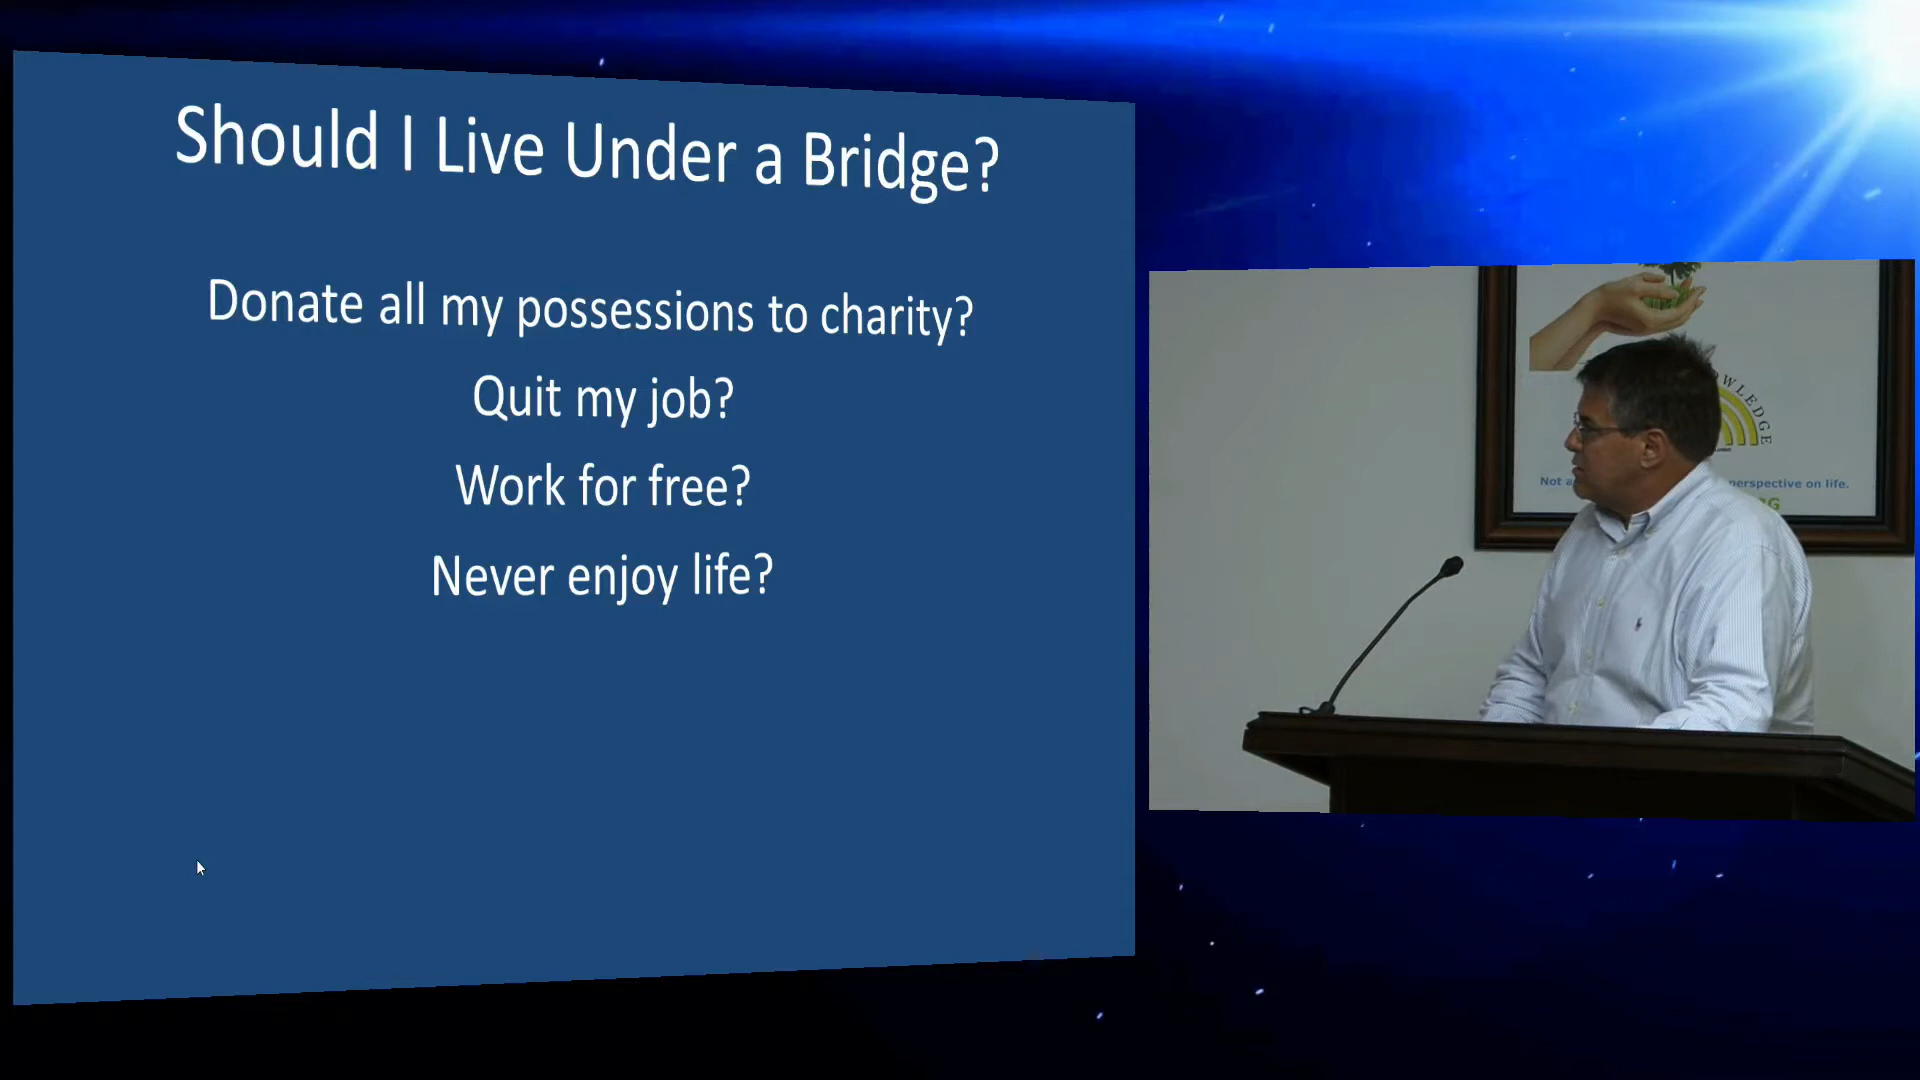 Should I Live Under a Bridge?
Donate all my possessions to charity?
Quit my job?
Work for free?
Never enjoy life?
Not a
perspective on life.